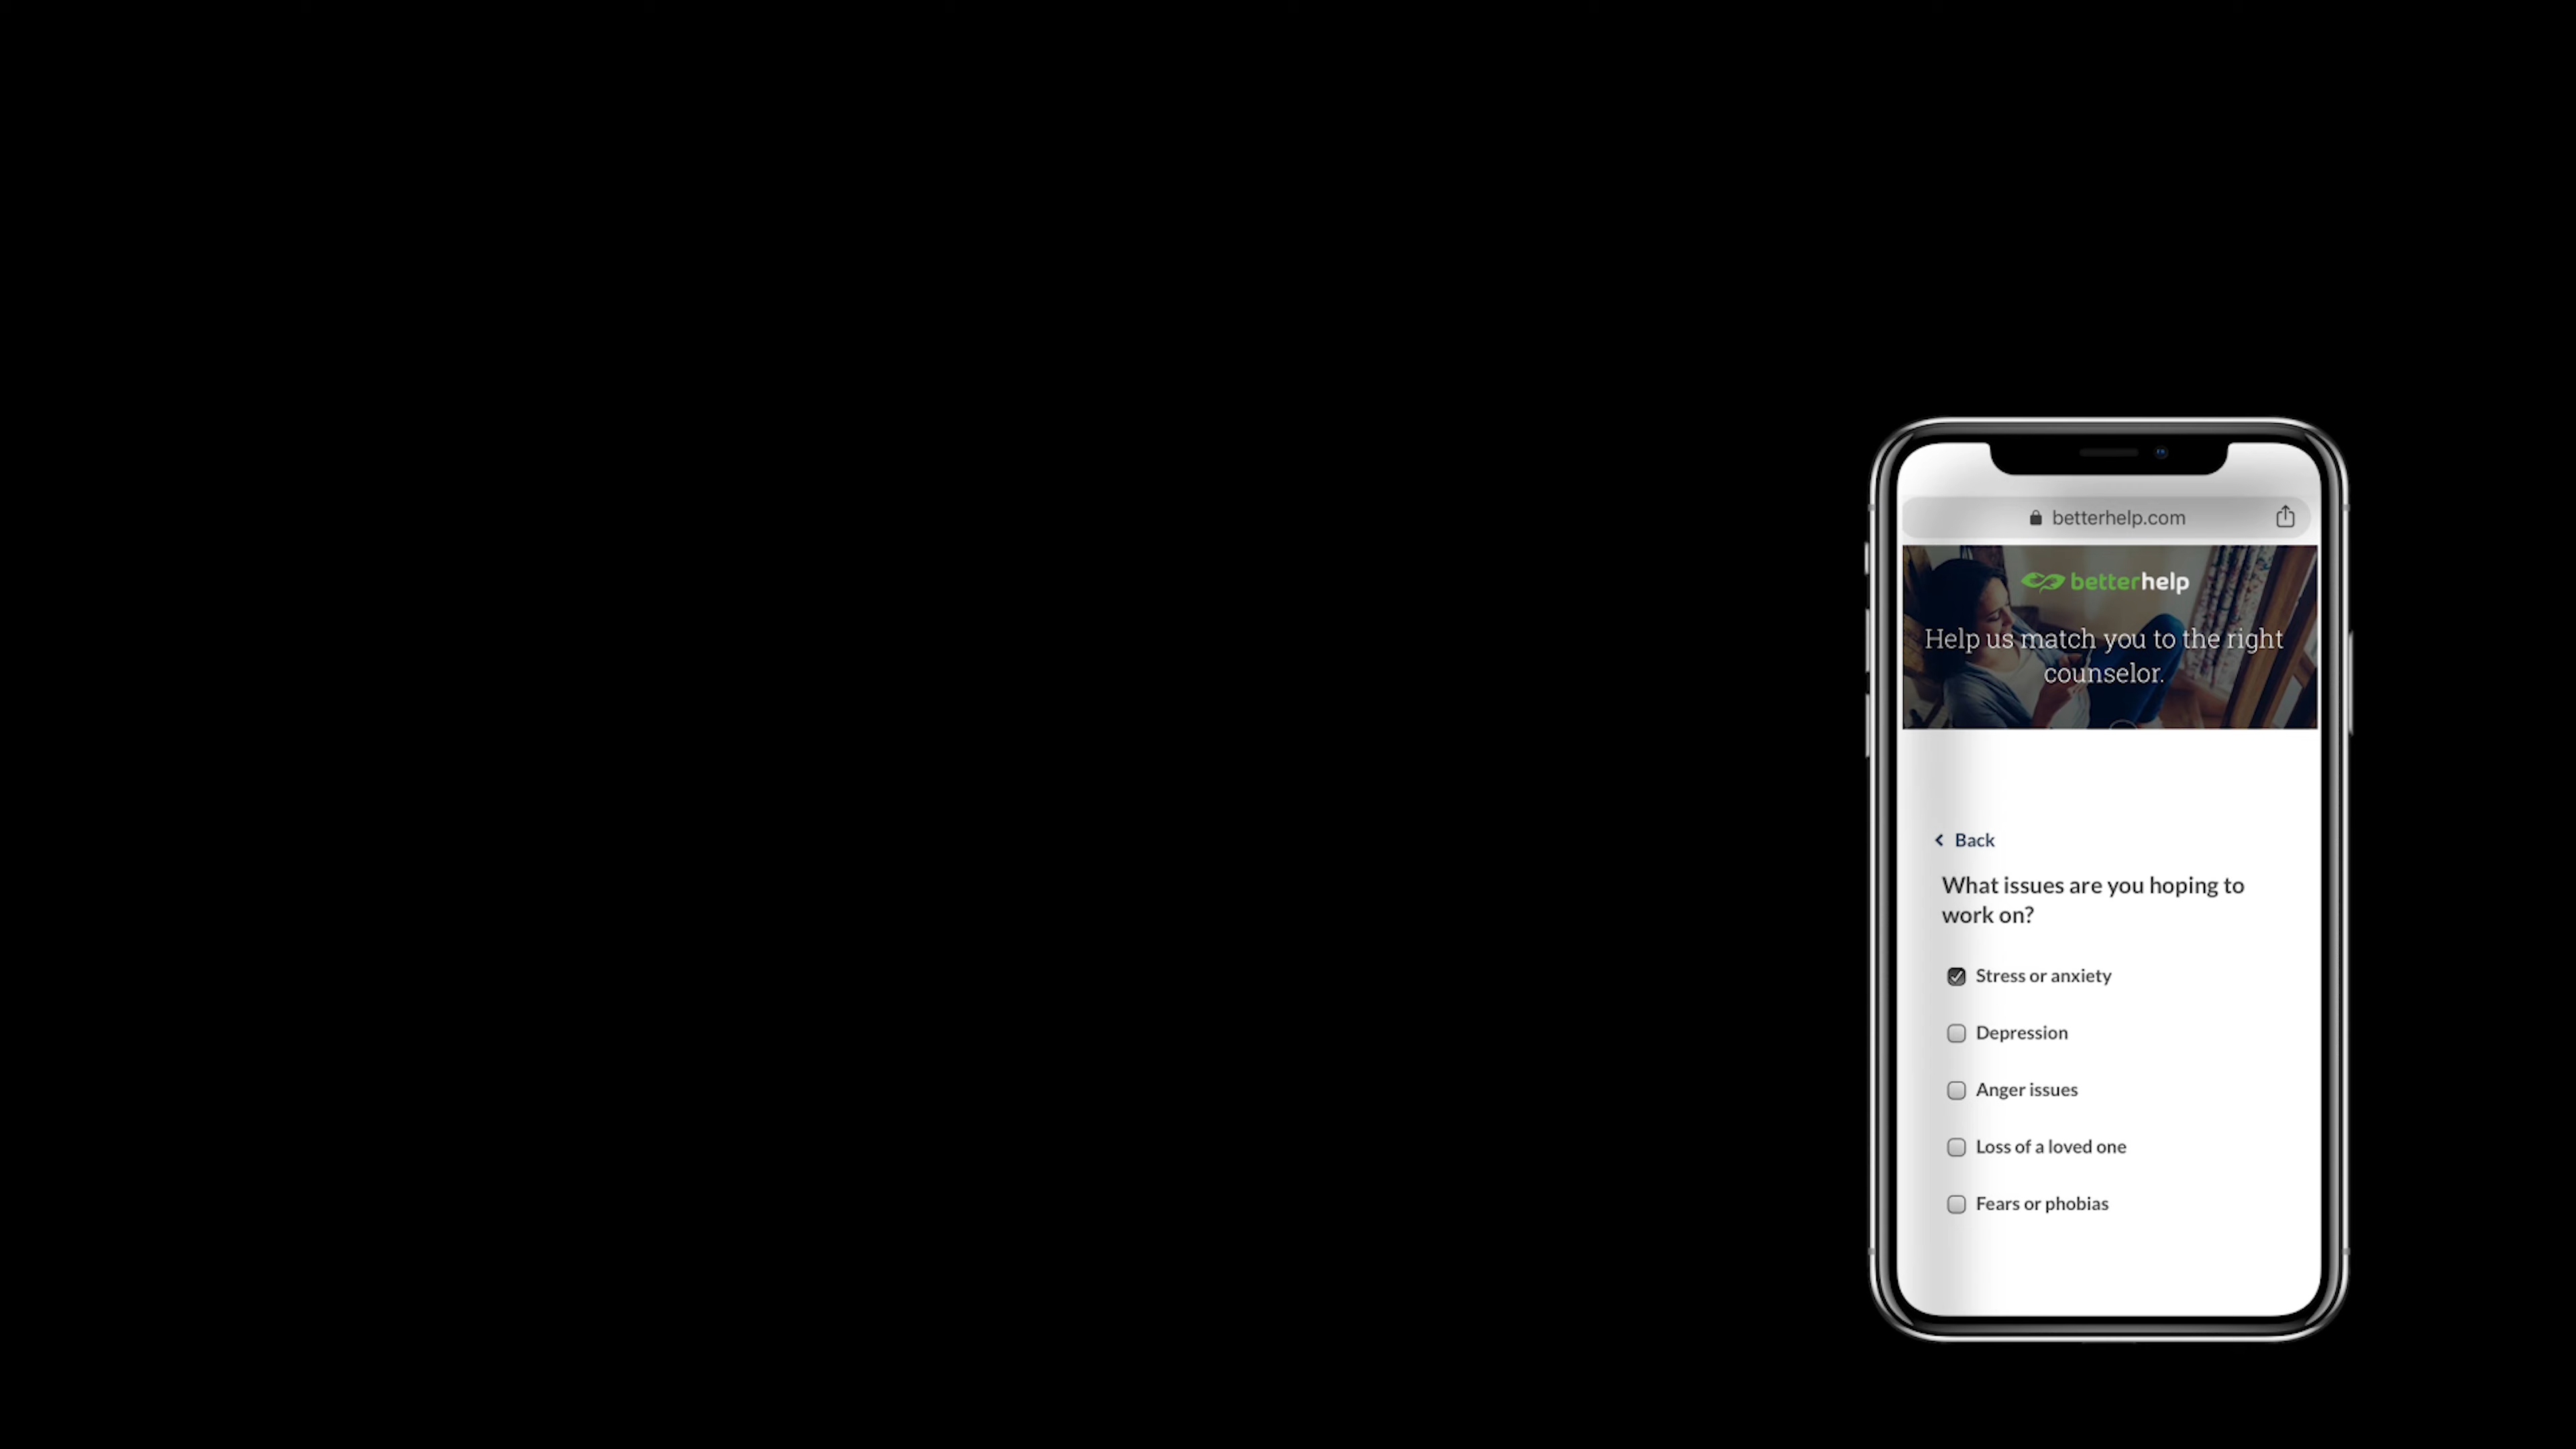 betterhelp.com
betterhelp
Help us match you to the right
counselor.
Back
What issues are you hoping to
work on?
Stress or anxiety
Depression
Anger issues
Loss of a loved one
Fears or phobias